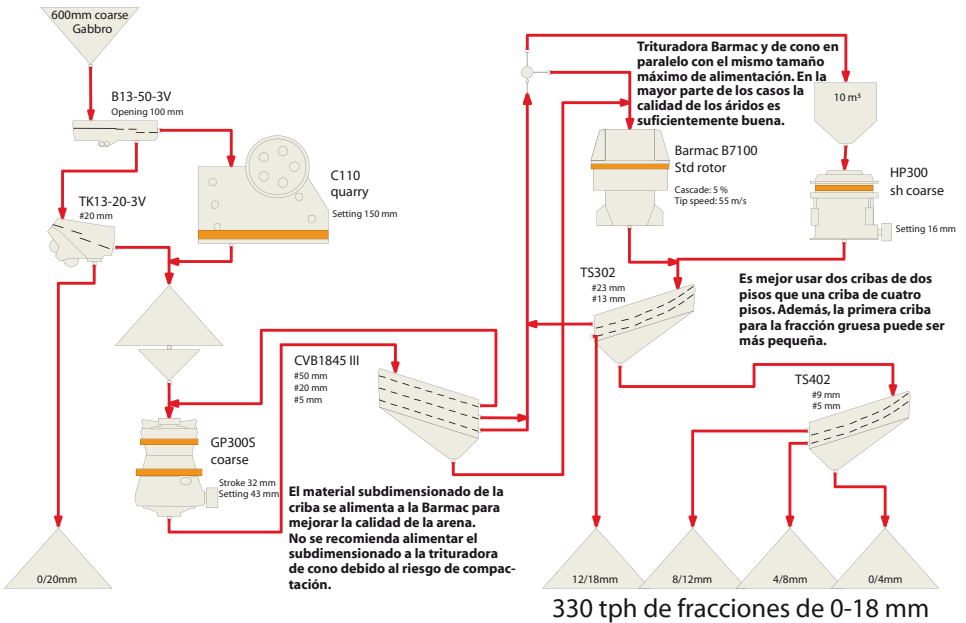 600mm coarse
Gabbro
B13-50-3V
Opening 100 mm
C110
quarry
Setting 150 mm
TK13-20-3V
#20 mm
GP300S
coarse
Stroke 32 mm
Setting 43 mm
0/20mm
CVB1845 III
#50 mm
#20 mm
#5 mm
El material subdimensionado de la
criba se alimenta a la Barmac para
mejorar la calidad de la arena.
No se recomienda alimentar el
subdimensionado a la trituradora
de cono debido al riesgo de compac-
tación.
Trituradora Barmac y de cono en
paralelo con el mismo tamaño
máximo de alimentación. En la
mayor parte de los casos la
calidad de los áridos es
suficientemente buena.
10 m³
Barmac B7100
Std rotor
Cascade: 5 %
Tip speed: 55 m/s
HP300
sh coarse
Setting 16 mm
TS302
#23 mm
#13 mm
Es mejor usar dos cribas de dos
pisos que una criba de cuatro
pisos. Además, la primera criba
para la fracción gruesa puede ser
más pequeña.
TS402
#9 mm
#5 mm
12/18mm
8/12mm
4/8mm
0/4mm
330 tph de fracciones de 0-18 mm